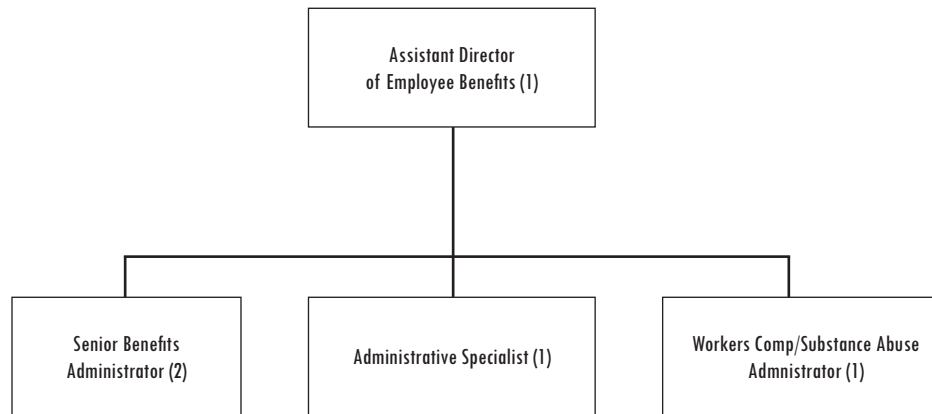 Assistant Director
of Employee Benefits (1)
Senior Benefits
Administrator (2)
Administrative Specialist (1)
Workers Comp/Substance Abuse
Admnistrator (1)